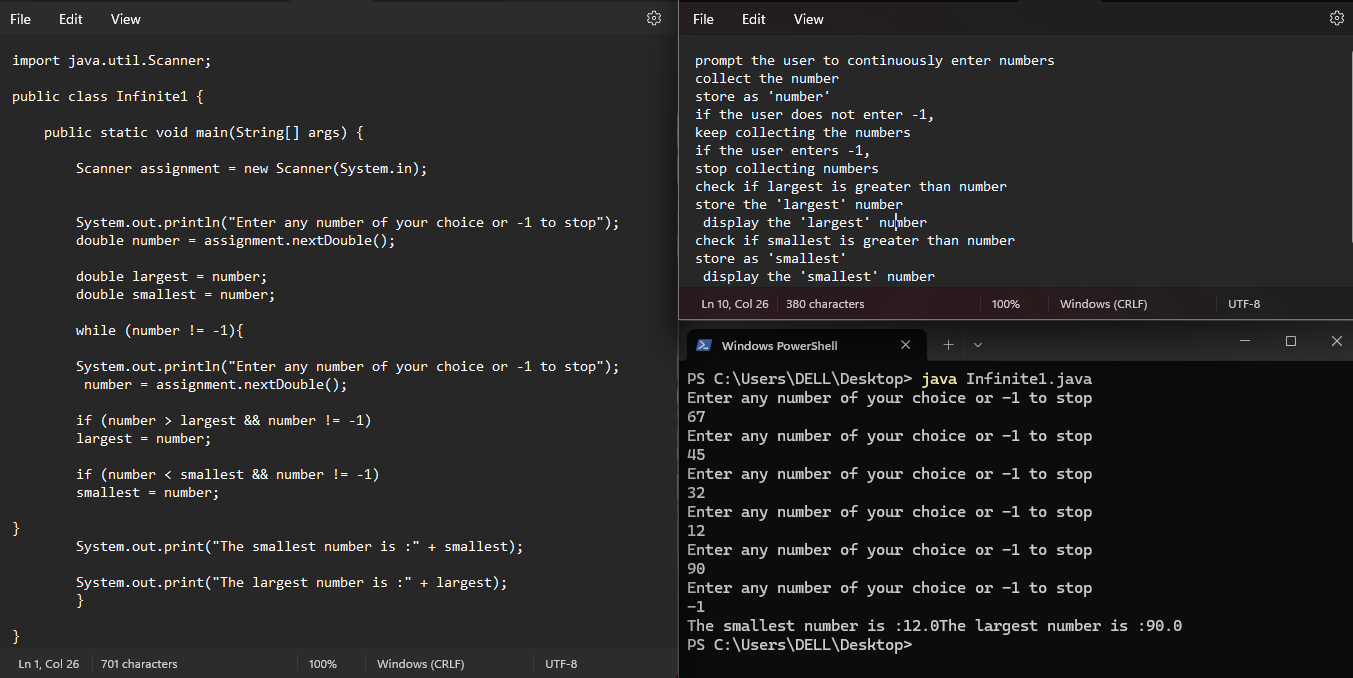 File Edit View
import java.util.Scanner;
public class Infinite1 {
public static void main(String[] args) {
Scanner assignment = new Scanner(System.in);
System.out.println("Enter any number of your choice or -1 to stop");
double number = assignment.nextDouble();
double largest = number;
double smallest = number;
while (number != -1){
System.out.println("Enter any number of your choice or -1 to stop");
number = assignment.nextDouble();
if (number > largest && number != -1)
largest = number;
if (number < smallest && number != -1)
smallest = number;
}
System.out.print("The smallest number is :" + smallest);
System.out.print("The largest number is :" + largest);
}
}
Ln 1, Col 26 701 characters 100% Windows (CRLF) UTF-8
File Edit View
prompt the user to continuously enter numbers
collect the number
store as 'number'
if the user does not enter -1,
keep collecting the numbers
if the user enters -1,
stop collecting numbers
check if largest is greater than number
store the 'largest' number
display the 'largest' number
check if smallest is greater than number
store as 'smallest'
display the 'smallest' number
Ln 10, Col 26 380 characters 100% Windows (CRLF) UTF-8
Windows PowerShell
PS C:\Users\DELL\Desktop> java Infinite1.java
Enter any number of your choice or -1 to stop
67
Enter any number of your choice or -1 to stop
45
Enter any number of your choice or -1 to stop
32
Enter any number of your choice or -1 to stop
12
Enter any number of your choice or -1 to stop
90
Enter any number of your choice or -1 to stop
-1
The smallest number is :12.0The largest number is :90.0
PS C:\Users\DELL\Desktop>